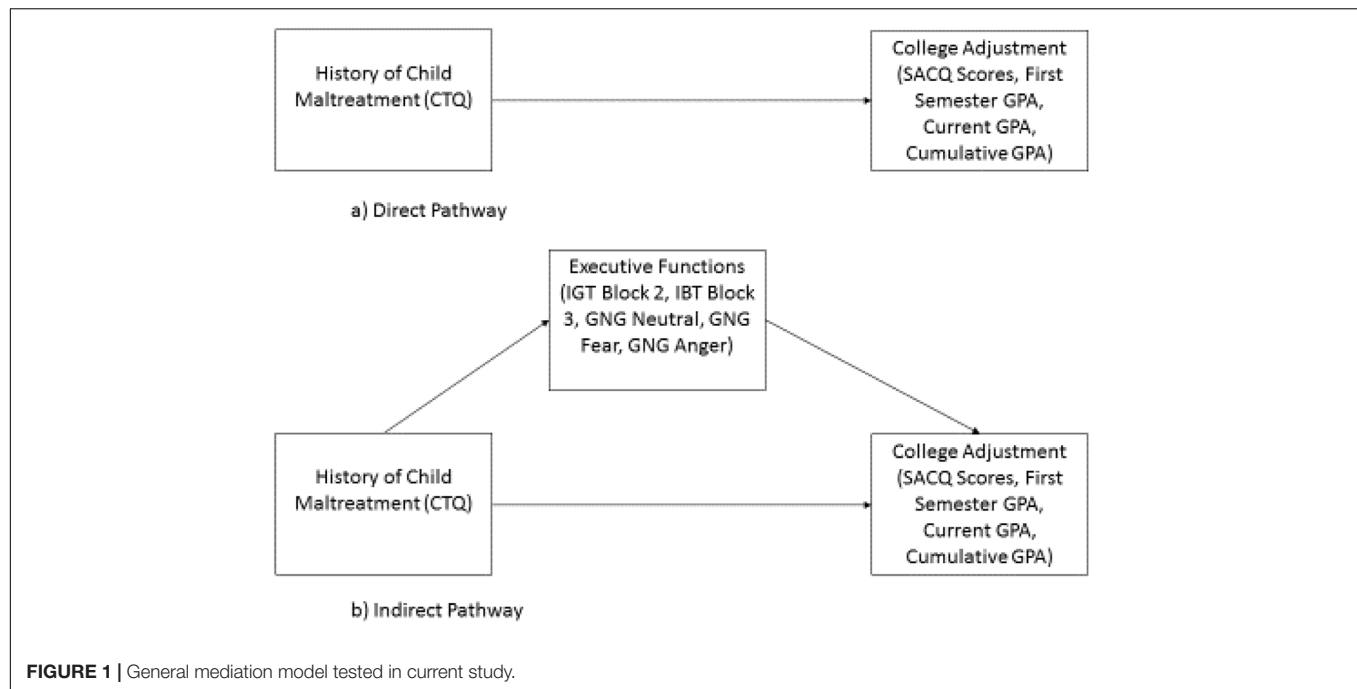 History of Child
Maltreatment (CTQ)
College Adjustment
(SACQ Scores, First
Semester GPA,
Current GPA,
Cumulative GPA)
a) Direct Pathway
Executive Functions
(IGT Block 2, IBT Block
3, GNG Neutral, GNG
Fear, GNG Anger)
History of Child
Maltreatment (CTQ)
College Adjustment
(SACQ Scores, First
Semester GPA,
Current GPA,
Cumulative GPA)
b) Indirect Pathway
FIGURE 1 | General mediation model tested in current study.